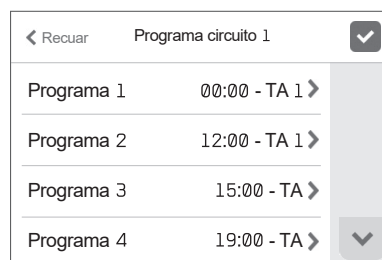 Recuar Programa circuito 1
Programa 1 00:00 - TA 1
Programa 2 12:00 - TA 1
Programa 3 15:00 - TA
Programa 4 19:00 - TA